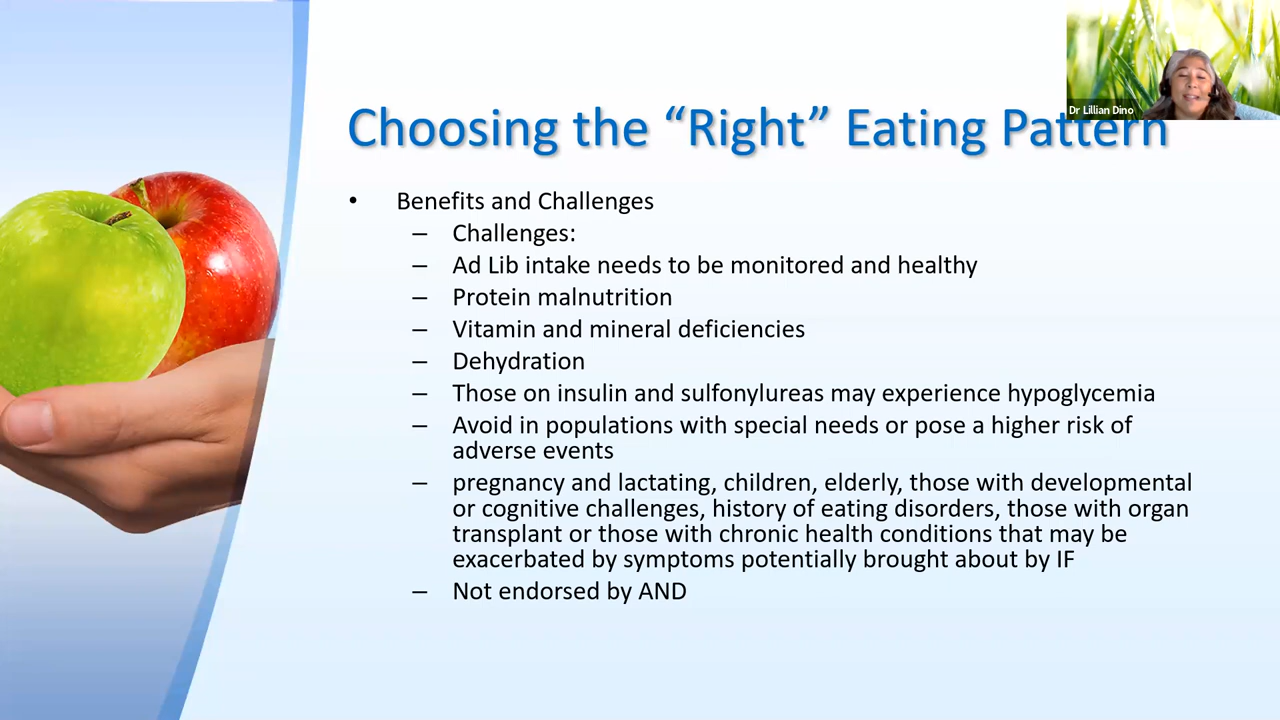 Dr Lillian Dino
Choosing the “Right” Eating Pattern
• Benefits and Challenges
– Challenges:
– Ad Lib intake needs to be monitored and healthy
– Protein malnutrition
– Vitamin and mineral deficiencies
– Dehydration
– Those on insulin and sulfonylureas may experience hypoglycemia
– Avoid in populations with special needs or pose a higher risk of
adverse events
– pregnancy and lactating, children, elderly, those with developmental
or cognitive challenges, history of eating disorders, those with organ
transplant or those with chronic health conditions that may be
exacerbated by symptoms potentially brought about by IF
– Not endorsed by AND